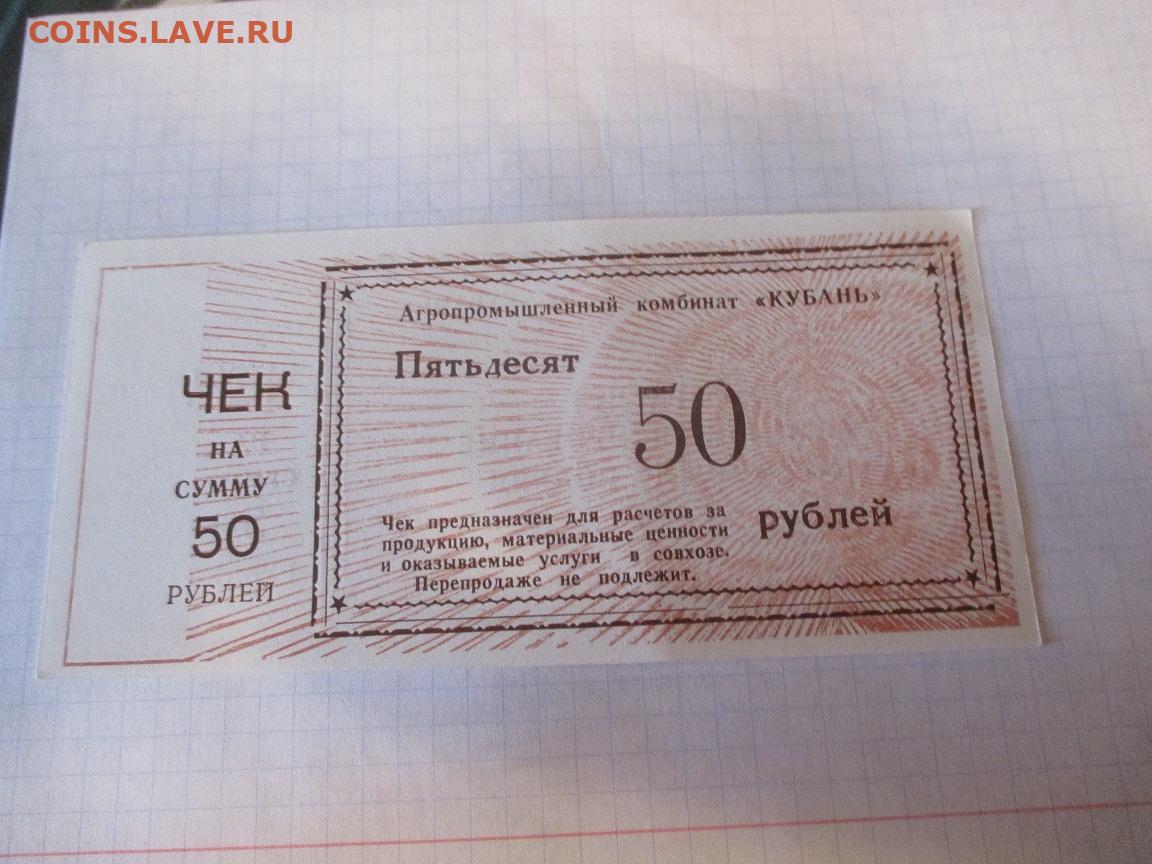 COINS.LAVE.RU
ЧЕК
НА
СУММУ
50
РУБЛЕЙ
Агропромышленный комбинат «КУБАНЬ»
Пятьдесят
50
рублей
Чек предназначен для расчетов за
продукцию, материальные ценности
и оказываемые услуги в совхозе.
Перепродаже не подлежит.